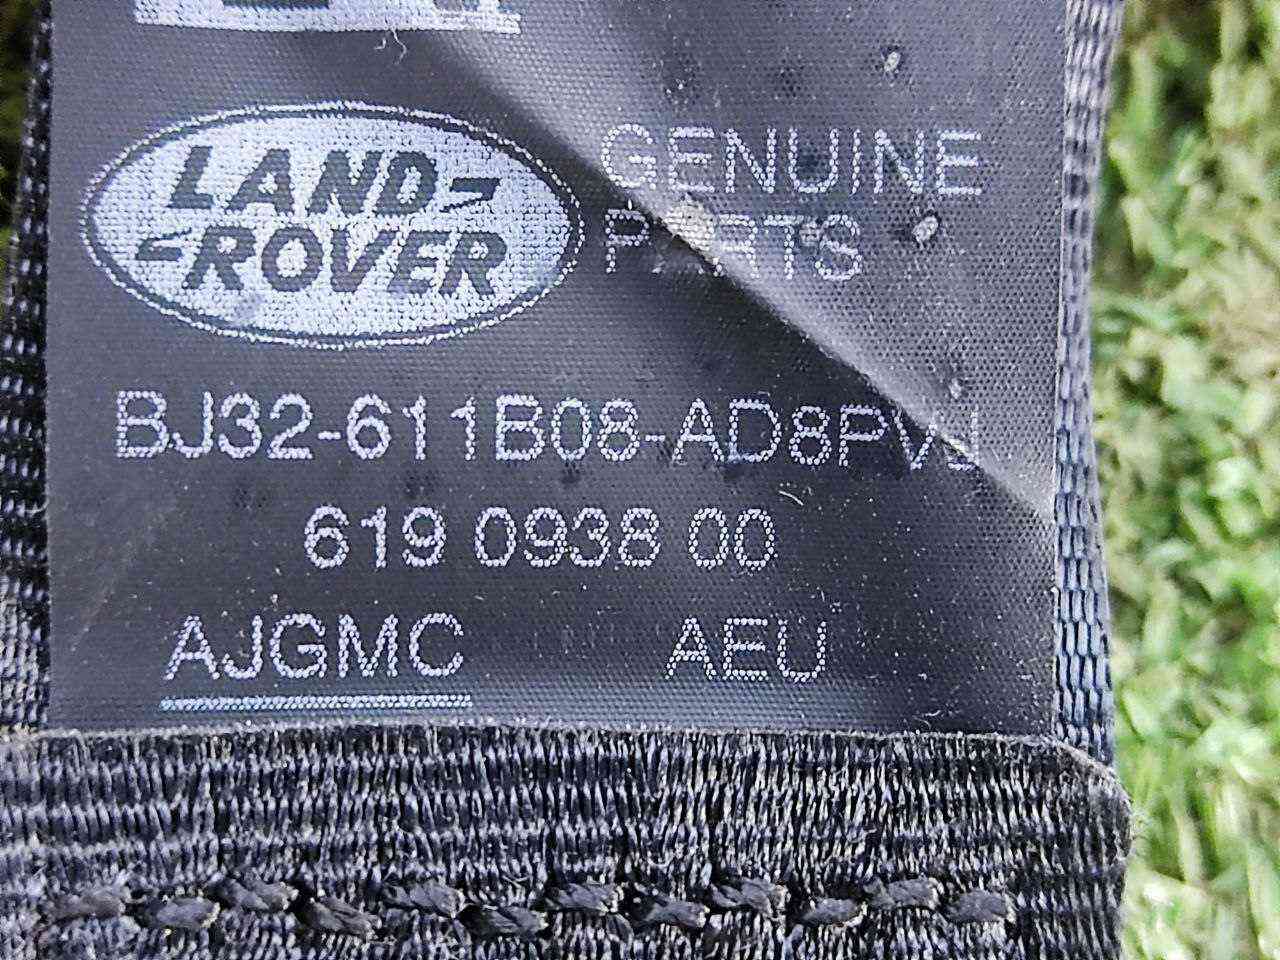 LAND-
-ROVER
GENUINE
PARTS
BJ32-611B08-AD8PVJ
619 0938 00
AJGMC AEU